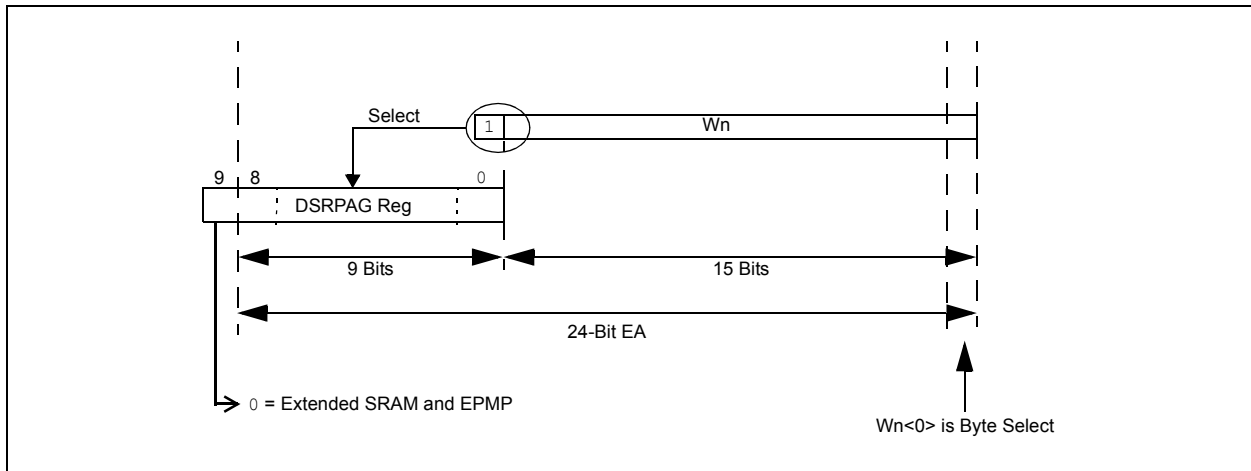 Select
1
Wn
9
8
0
DSRPAG Reg
9 Bits
15 Bits
24-Bit EA
0 = Extended SRAM and EPMP
Wn<0> is Byte Select